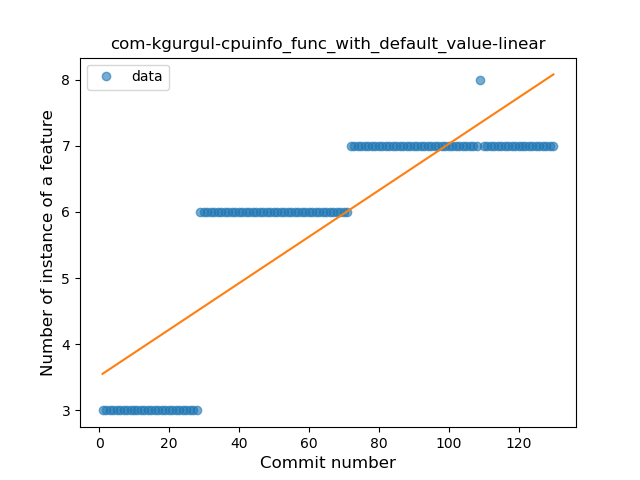 com-kgurgul-cpuinfo_func_with_default_value-linear
data
Number of instance of a feature
8
7
6
5
4
3
0 20 40 60 80 100 120
Commit number